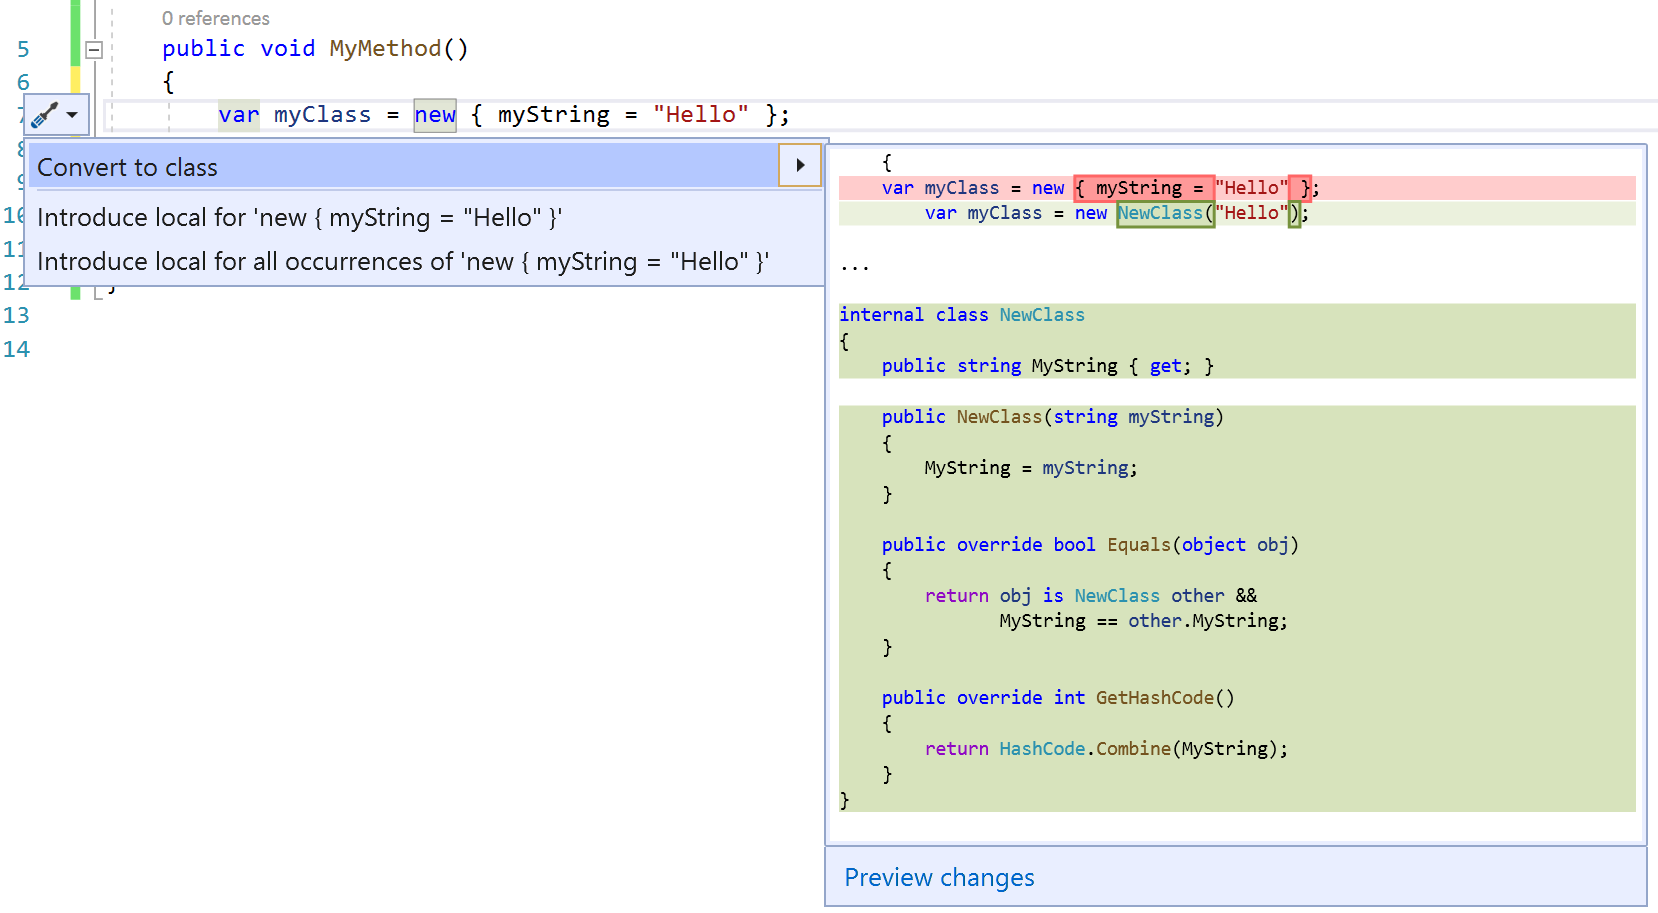 0 references
5 public void MyMethod()
6 {
7 var myClass = new { myString = "Hello" };
8
9
10
11
12 }
13
14
Convert to class
Introduce local for 'new { myString = "Hello" }'
Introduce local for all occurrences of 'new { myString = "Hello" }'
{
var myClass = new { myString = "Hello" };
var myClass = new NewClass("Hello");
...
internal class NewClass
{
public string MyString { get; }
public NewClass(string myString)
{
MyString = myString;
}
public override bool Equals(object obj)
{
return obj is NewClass other &&
MyString == other.MyString;
}
public override int GetHashCode()
{
return HashCode.Combine(MyString);
}
}
Preview changes